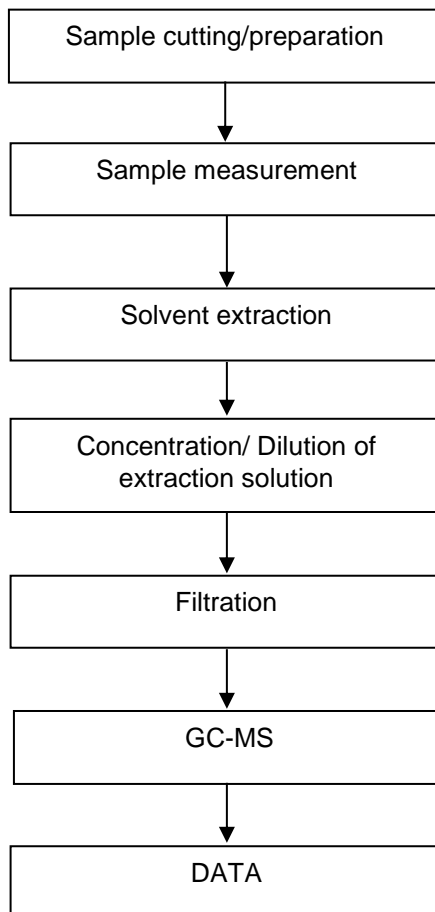 Sample cutting/preparation
Sample measurement
Solvent extraction
Concentration/ Dilution of
extraction solution
Filtration
GC-MS
DATA